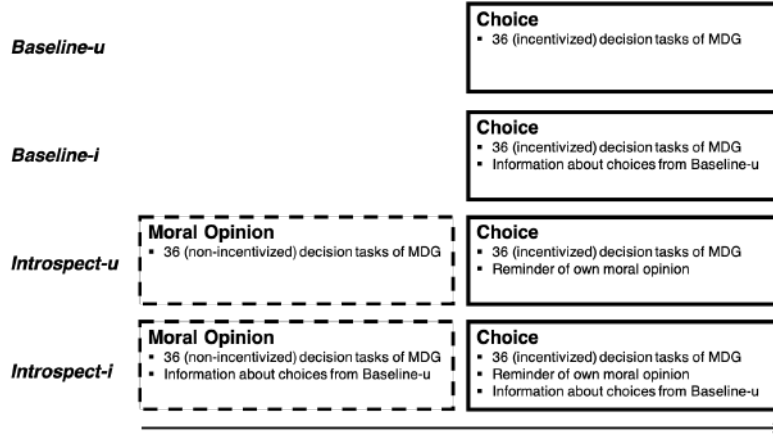 Baseline-u
Choice
▪ 36 (incentivized) decision tasks of MDG
Baseline-i
Choice
▪ 36 (incentivized) decision tasks of MDG
▪ Information about choices from Baseline-u
Introspect-u
Moral Opinion
▪ 36 (non-incentivized) decision tasks of MDG
Choice
▪ 36 (incentivized) decision tasks of MDG
▪ Reminder of own moral opinion
Introspect-i
Moral Opinion
▪ 36 (non-incentivized) decision tasks of MDG
▪ Information about choices from Baseline-u
Choice
▪ 36 (incentivized) decision tasks of MDG
▪ Reminder of own moral opinion
▪ Information about choices from Baseline-u